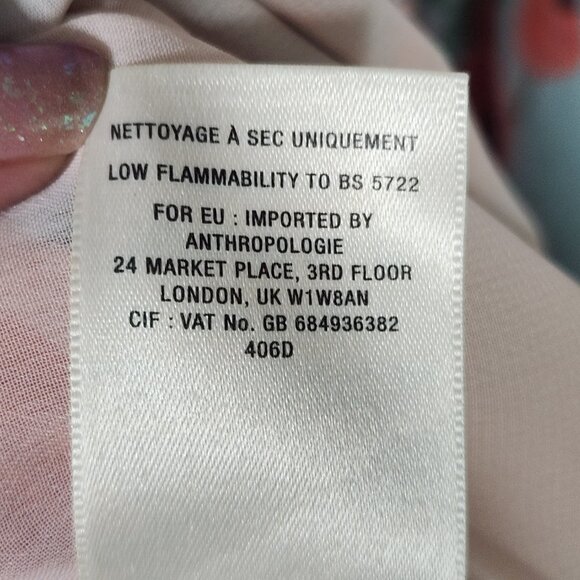 NETTOYAGE À SEC UNIQUEMENT
LOW FLAMMABILITY TO BS 5722
FOR EU : IMPORTED BY
ANTHROPOLOGIE
24 MARKET PLACE, 3RD FLOOR
LONDON, UK W1W8AN
CIF : VAT No. GB 684936382
406D